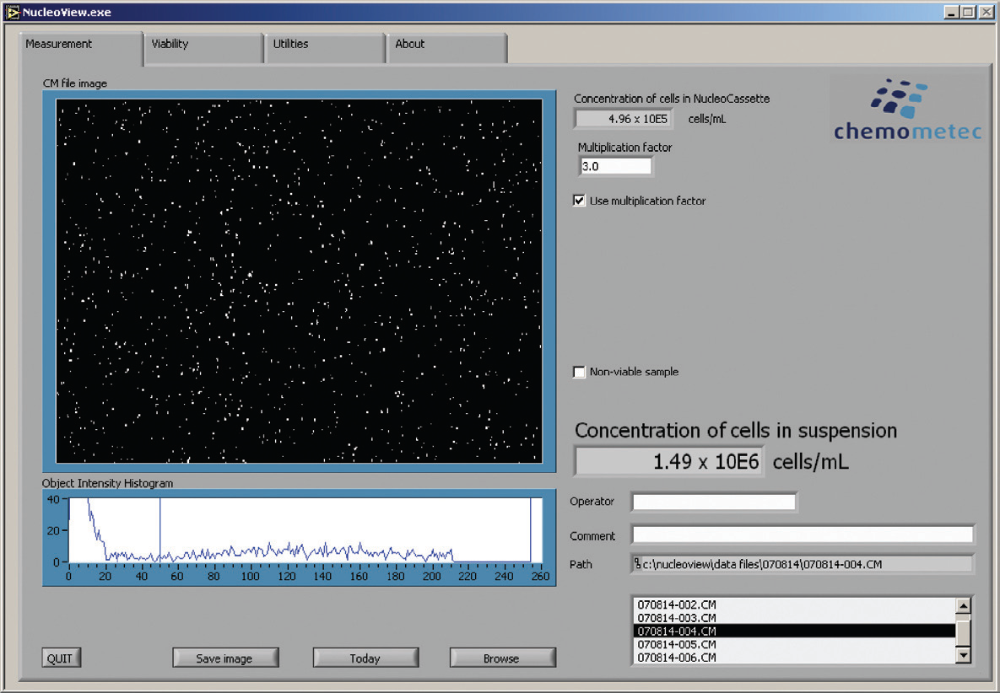 NucleoView.exe
Measurement
Viability
Utilities
About
CM file image
Concentration of cells in NucleoCassette
4.96 x 10E5 cells/mL
Multiplication factor
3.0
Use multiplication factor
chemometec
Non-viable sample
Concentration of cells in suspension
1.49 x 10E6 cells/mL
Object Intensity Histogram
40
20
0
0 20 40 60 80 100 120 140 160 180 200 220 240 260
Operator
Comment
Path c:\nucleoview\data files\070814\070814-004.CM
070814-002.CM
070814-003.CM
070814-004.CM
070814-005.CM
070814-006.CM
QUIT
Save image
Today
Browse